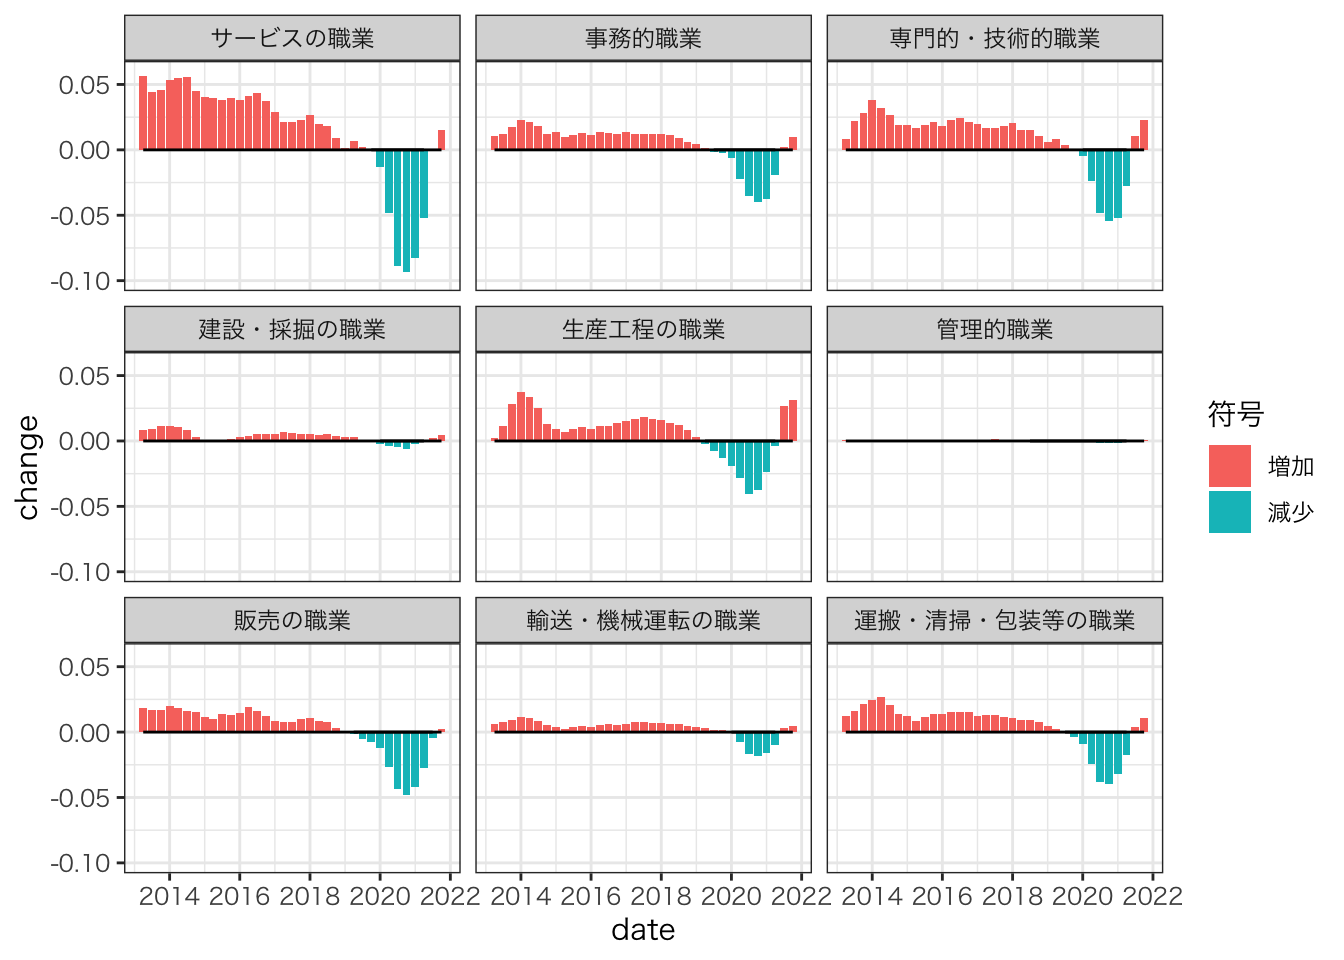 サービスの職業 事務的職業 専門的・技術的職業
0.05
0.00
-0.05
-0.10
建設・採掘の職業 生産工程の職業 管理的職業
0.05
0.00
-0.05
-0.10
販売の職業 輸送・機械運転の職業 運搬・清掃・包装等の職業
0.05
0.00
-0.05
-0.10
2014 2016 2018 2020 2022 2014 2016 2018 2020 2022 2014 2016 2018 2020 2022
date
change
符号
増加
減少